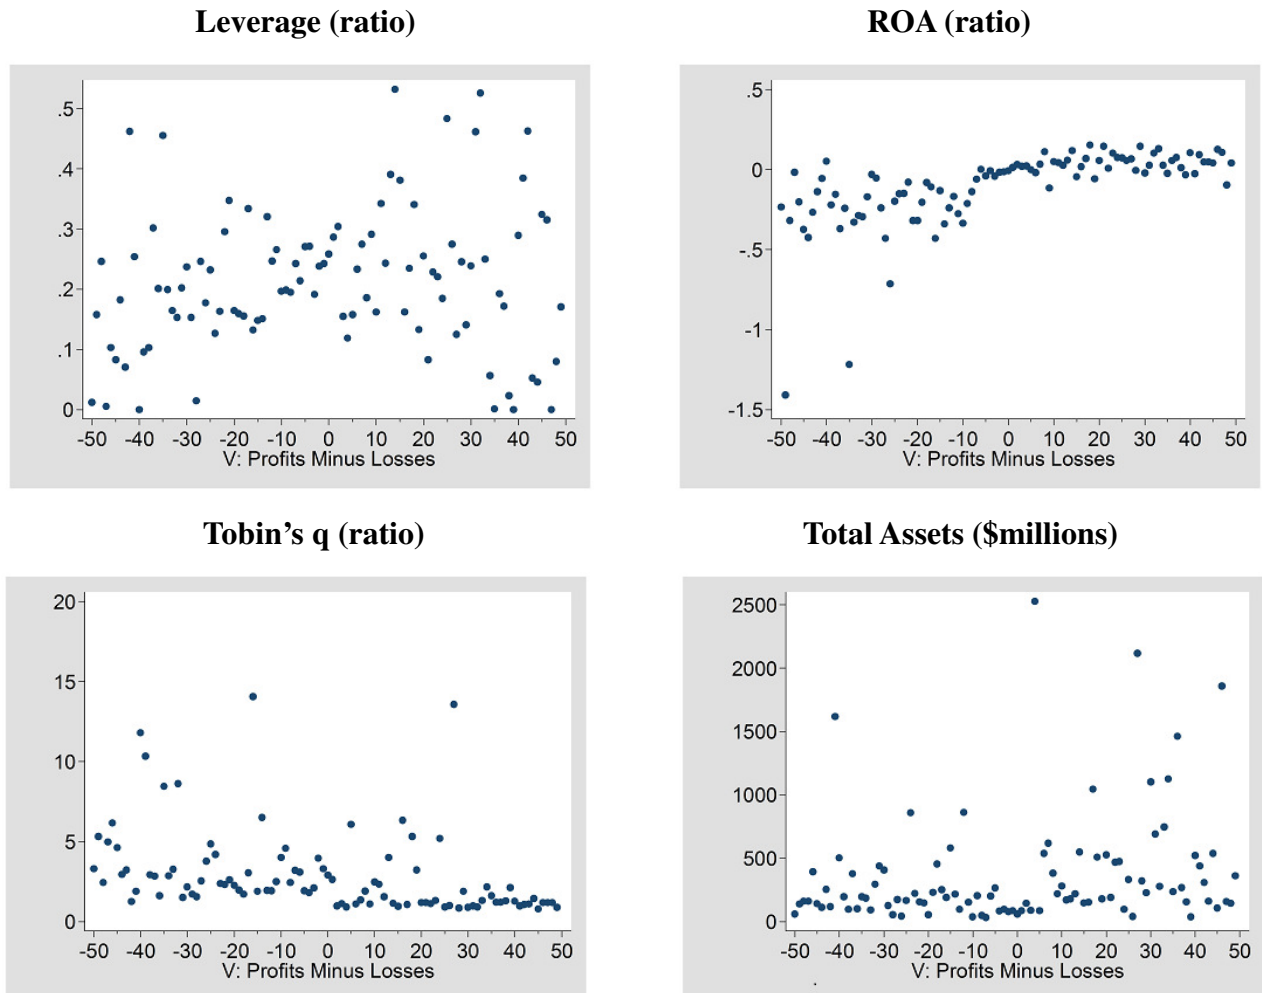 Leverage (ratio)
ROA (ratio)
.5
.4
.3
.2
.1
0
-50 -40 -30 -20 -10 0 10 20 30 40 50
V: Profits Minus Losses
.5
0
-.5
-1
-1.5
-50 -40 -30 -20 -10 0 10 20 30 40 50
V: Profits Minus Losses
Tobin’s q (ratio)
Total Assets ($millions)
20
15
10
5
0
-50 -40 -30 -20 -10 0 10 20 30 40 50
V: Profits Minus Losses
2500
2000
1500
1000
500
0
-50 -40 -30 -20 -10 0 10 20 30 40 50
V: Profits Minus Losses